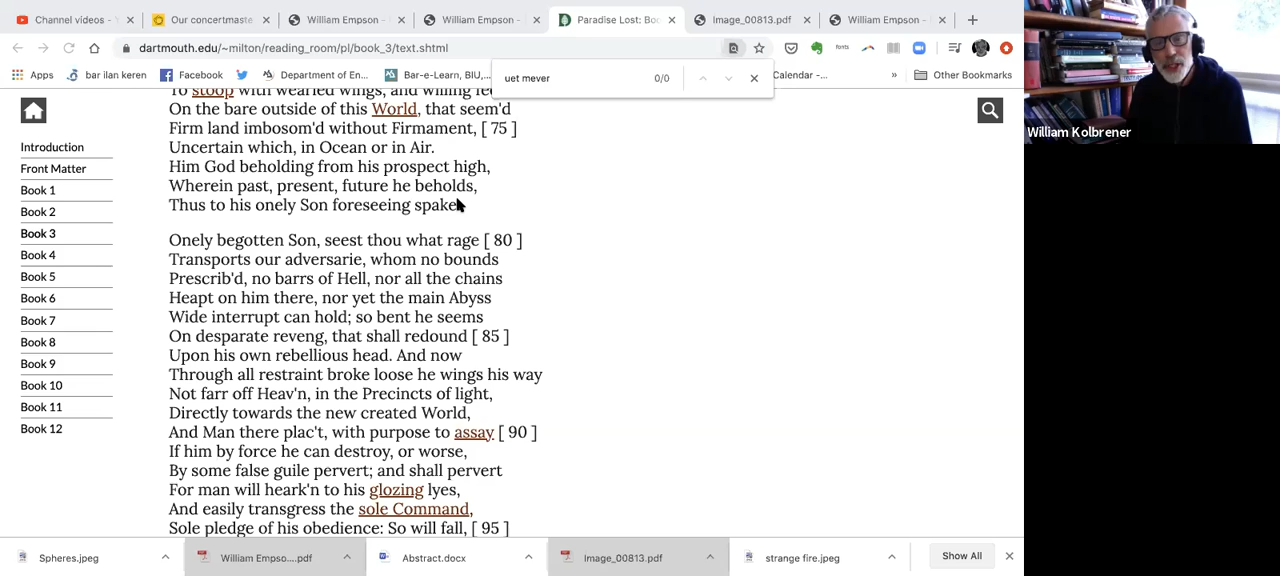 Channel videos - Y
Our concertmaste
William Empson –
William Empson -
Paradise Lost: Boo
Image_00813.pdf
William Empson –
dartmouth.edu/~milton/reading_room/pl/book_3/text.shtml
fonts
Apps
bar ilan keren
Facebook
Department of En...
Bar-e-Learn, BIU,...
Calendar -...
»
Other Bookmarks
uet mever
0/0
William Kolbrener
Introduction
Front Matter
Book 1
Book 2
Book 3
Book 4
Book 5
Book 6
Book 7
Book 8
Book 9
Book 10
Book 11
Book 12
To stoop with wearied wings, and willing
On the bare outside of this World, that seem'd
Firm land imbosom'd without Firmament, [ 75 ]
Uncertain which, in Ocean or in Air.
Him God beholding from his prospect high,
Wherein past, present, future he beholds,
Thus to his onely Son foreseeing spake
Onely begotten Son, seest thou what rage [ 80 ]
Transports our adversarie, whom no bounds
Prescrib'd, no barrs of Hell, nor all the chains
Heapt on him there, nor yet the main Abyss
Wide interrupt can hold; so bent he seems
On desparate reveng, that shall redound [ 85 ]
Upon his own rebellious head. And now
Through all restraint broke loose he wings his way
Not farr off Heav'n, in the Precincts of light,
Directly towards the new created World,
And Man there plac't, with purpose to assay [ 90 ]
If him by force he can destroy, or worse,
By some false guile pervert; and shall pervert
For man will heark'n to his glozing lyes,
And easily transgress the sole Command,
Sole pledge of his obedience: So will fall, [ 95 ]
Spheres.jpeg
William Empso....pdf
Abstract.docx
Image_00813.pdf
strange fire.jpeg
Show All